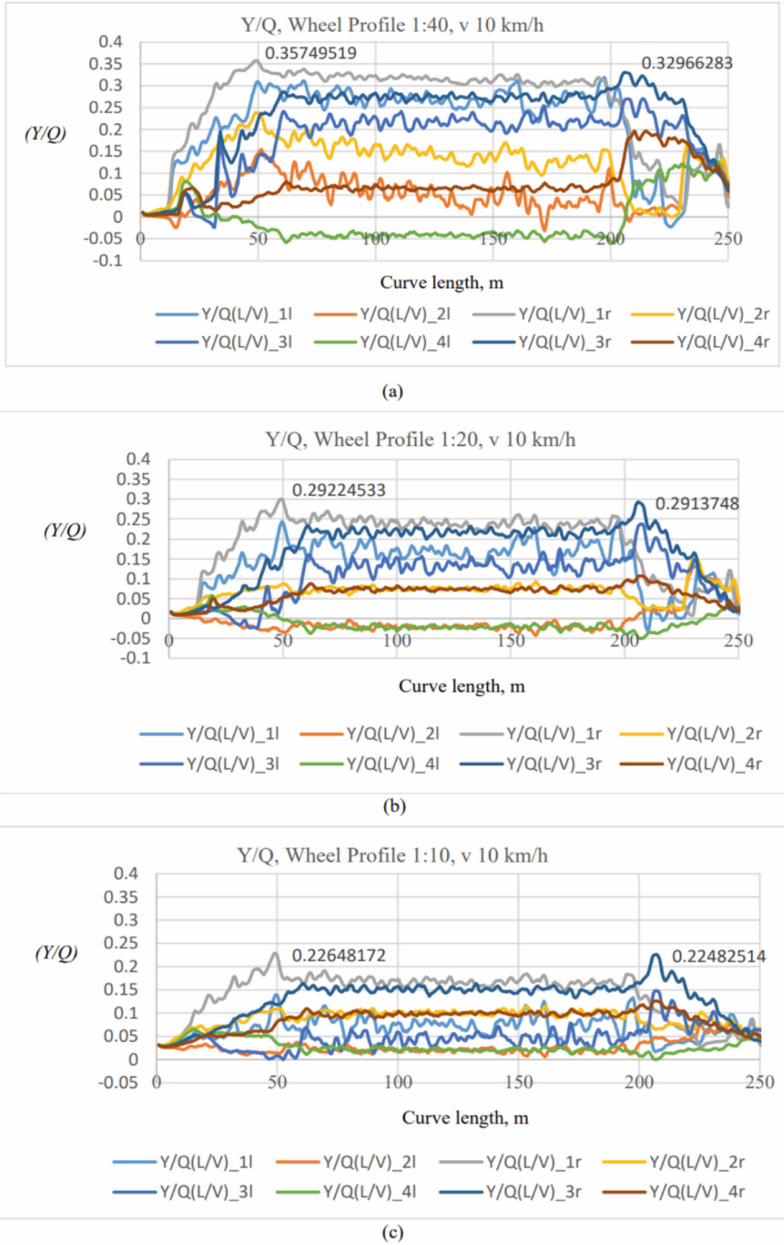 Y/Q, Wheel Profile 1:40, v 10 km/h
0.4
0.35749519
0.35
0.32966283
0.3
0.25
(Y/Q)
0.2
0.15
0.1
0.05
0
-0.05
0 50 100 150 200 250
-0.1
Curve length, m
Y/Q(L/V)_1l Y/Q(L/V)_2l Y/Q(L/V)_1r Y/Q(L/V)_2r
Y/Q(L/V)_3l Y/Q(L/V)_4l Y/Q(L/V)_3r Y/Q(L/V)_4r
(a)
Y/Q, Wheel Profile 1:20, v 10 km/h
0.4
0.35
0.29224533
0.3
0.2913748
0.25
(Y/Q)
0.2
0.15
0.1
0.05
0
-0.05
0 50 100 150 200 250
-0.1
Curve length, m
Y/Q(L/V)_1l Y/Q(L/V)_2l Y/Q(L/V)_1r Y/Q(L/V)_2r
Y/Q(L/V)_3l Y/Q(L/V)_4l Y/Q(L/V)_3r Y/Q(L/V)_4r
(b)
Y/Q, Wheel Profile 1:10, v 10 km/h
0.4
0.35
0.3
0.25
0.22648172
0.22482514
(Y/Q)
0.2
0.15
0.1
0.05
0
-0.05
0 50 100 150 200 250
Curve length, m
Y/Q(L/V)_1l Y/Q(L/V)_2l Y/Q(L/V)_1r Y/Q(L/V)_2r
Y/Q(L/V)_3l Y/Q(L/V)_4l Y/Q(L/V)_3r Y/Q(L/V)_4r
(c)